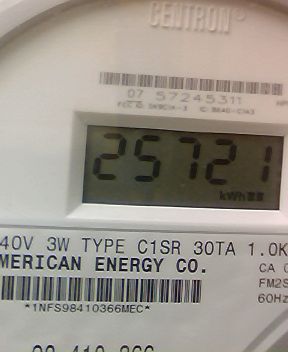 CENTRON®
07 57245311
25721
kWh
40V 3W TYPE C1SR 30TA 1.0K
MERICAN ENERGY CO.
CA 0
FM2S
60Hz
*1NFS98410366MEC*